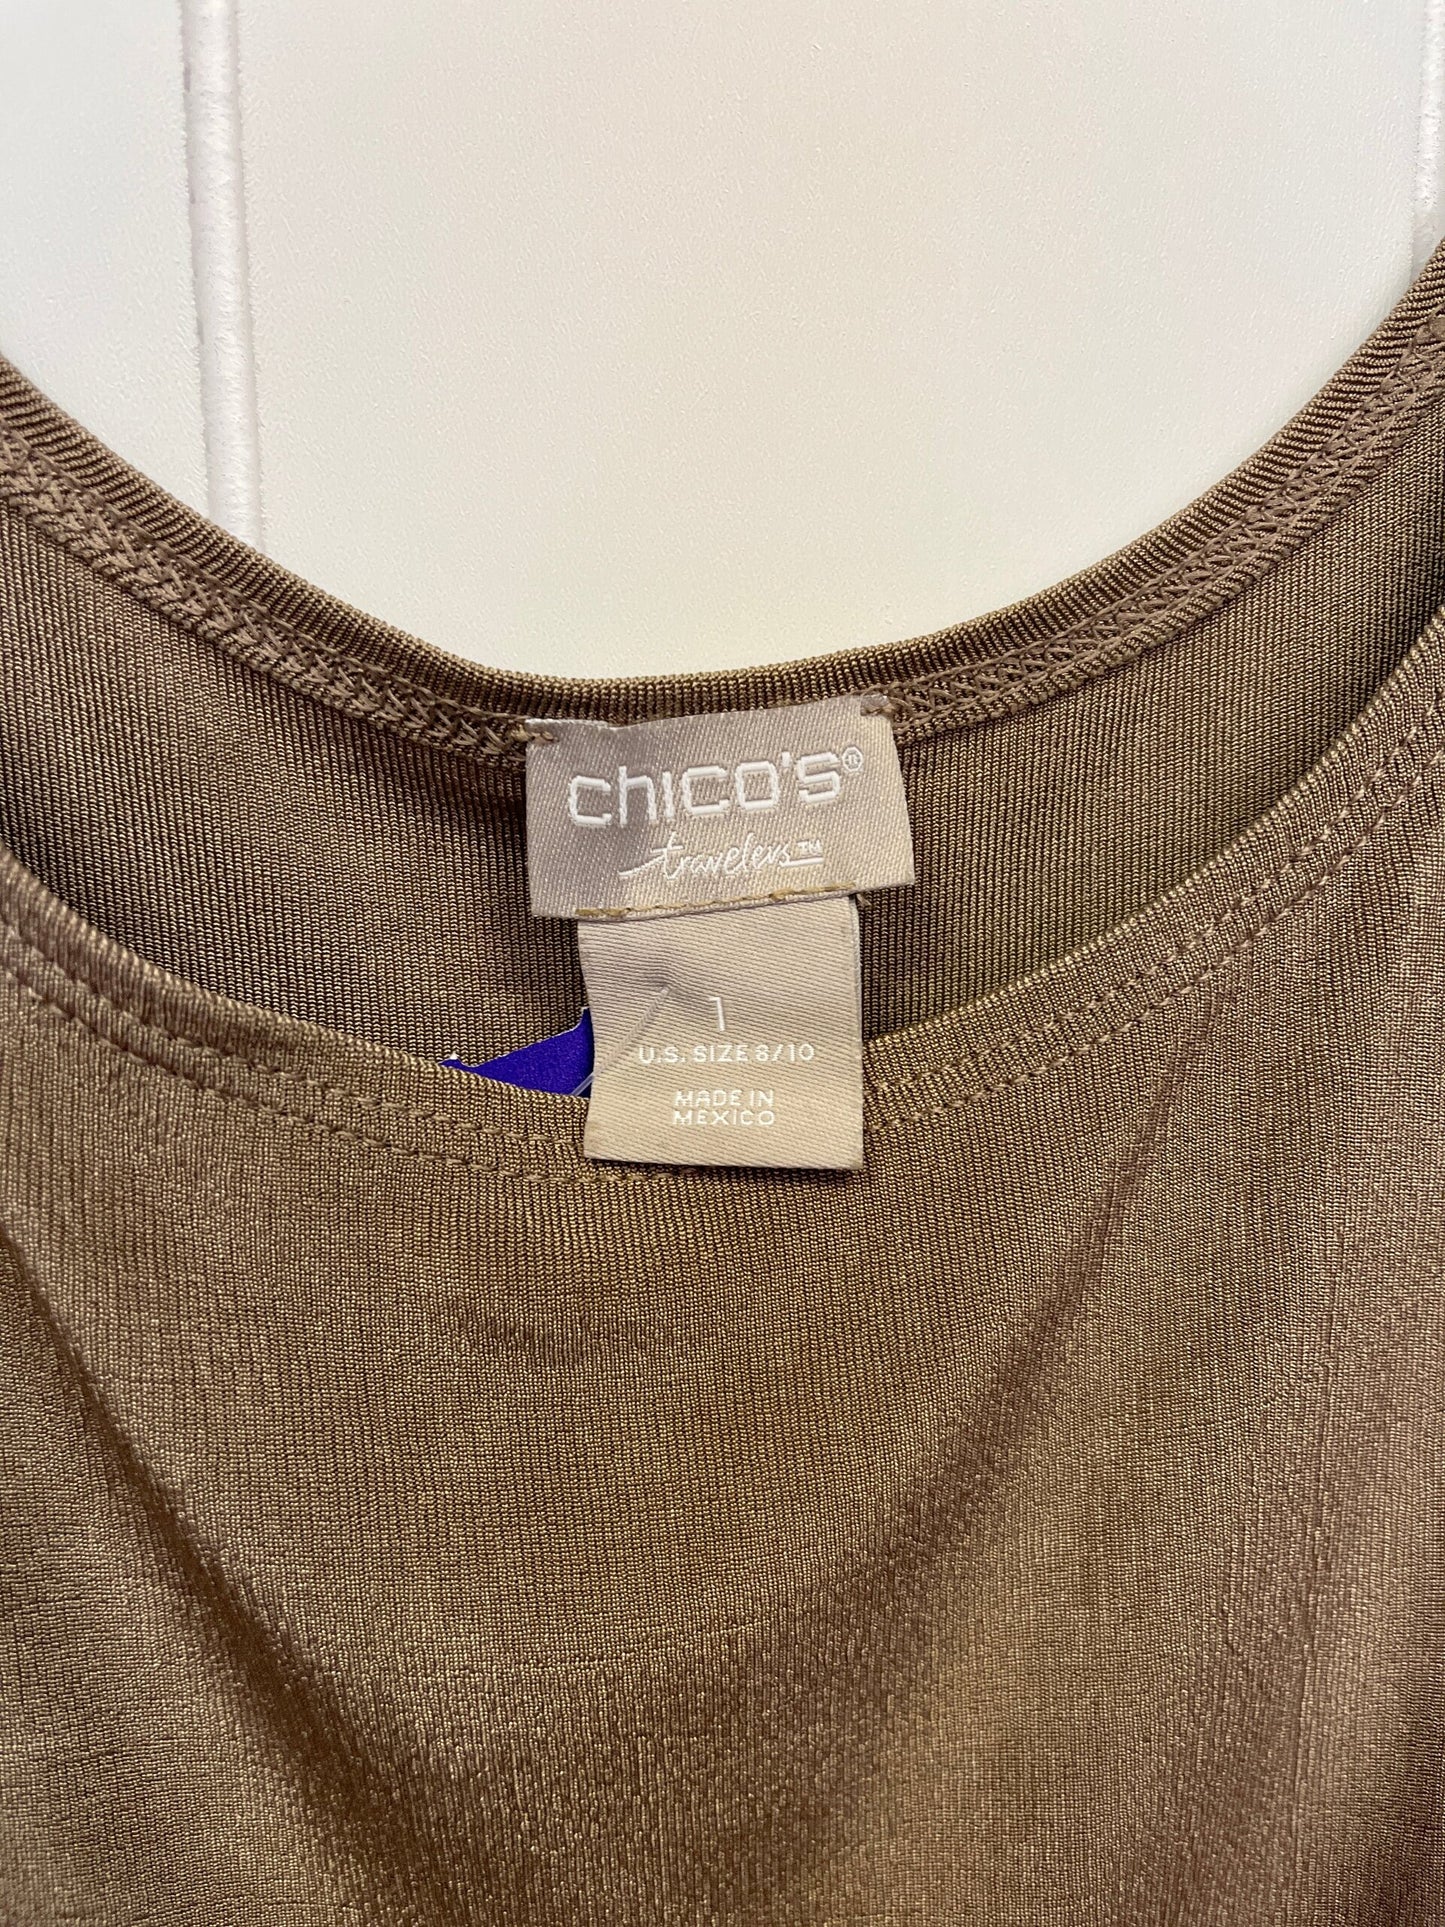 chico's®
travelers™
1
U.S. SIZE 8/10
MADE IN
MEXICO